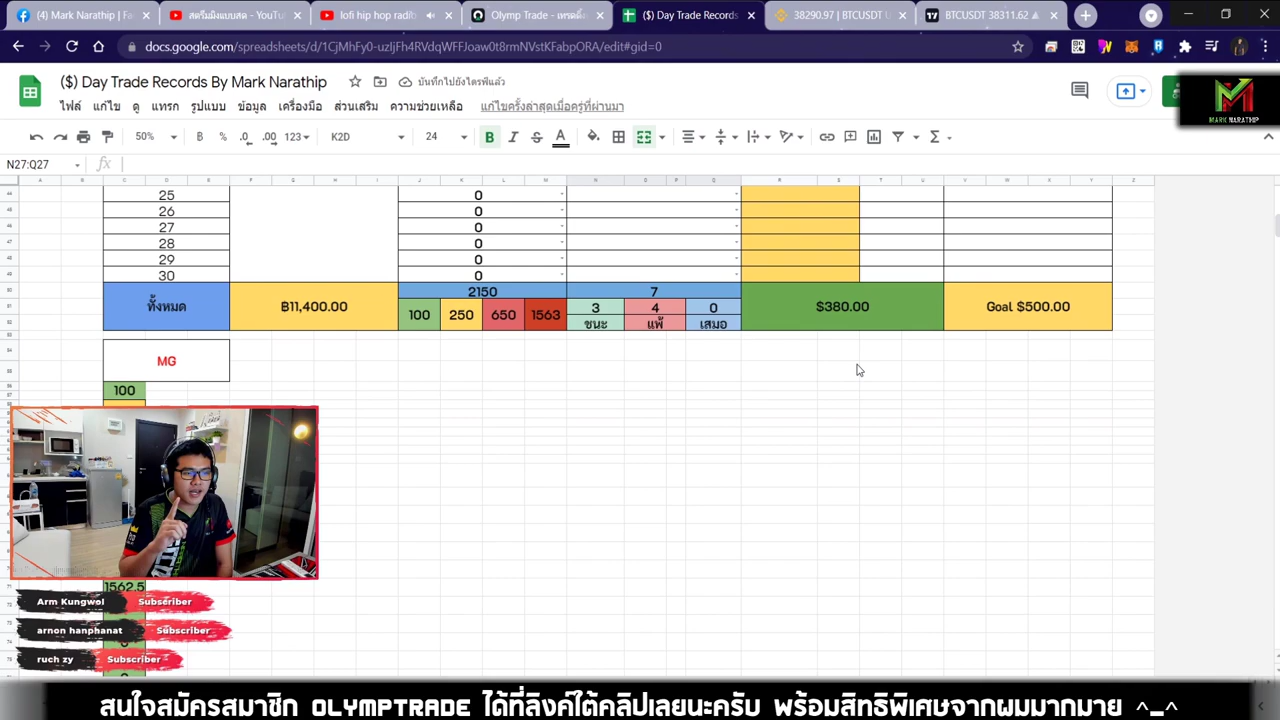 Mark Narathip | Fac
สตรีมมิงแบบสด - YouTu
lofi hip hop radio
Olymp Trade - เทรดดิ้
($) Day Trade Records
38290.97 | BTCUSDT
BTCUSDT 38311.62
docs.google.com/spreadsheets/d/1CjMhFy0-uzIjFh4RVdqWFFJoaw0t8rmNVstKFabpORA/edit#gid=0
($) Day Trade Records By Mark Narathip
บันทึกไปยังไดรฟ์แล้ว
ไฟล์ แก้ไข ดู แทรก รูปแบบ ข้อมูล เครื่องมือ ส่วนเสริม ความช่วยเหลือ แก้ไขครั้งล่าสุดเมื่อครู่ที่ผ่านมา
MARK NARATHIP
50% ฿ % .0 .00 123 K2D 24 B I S A
N27:Q27 fx
A B C D E F G H I J K L M N O P Q R S T U V W X Y Z
25 0
26 0
27 0
28 0
29 0
30 0
ทั้งหมด ฿11,400.00 2150 7 $380.00 Goal $500.00
100 250 650 1563 3 4 0
ชนะ แพ้ เสมอ
MG
100
1562.5
Arm Kungwol Subscriber
arnon hanphanat Subscriber
ruch zy Subscriber
สนใจสมัครสมาชิก OLYMPTRADE ได้ที่ลิงค์ใต้คลิปเลยนะครับ พร้อมสิทธิพิเศษจากผมมากมาย ^_^